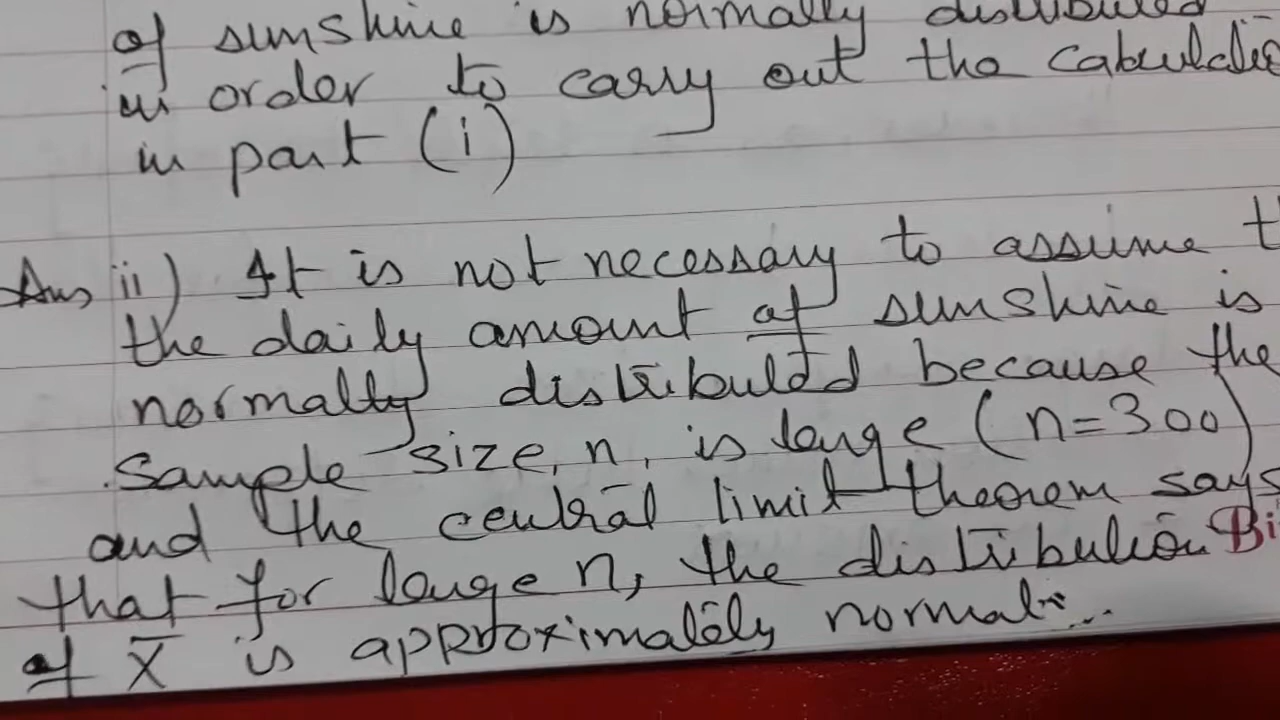 of sunshine is normally distributed
in order to carry out the
in part (i)
Ans ii) It is not necessary to assume t
the daily amount of sunshine is
normally distributed because the
Sample size, n, is large (n=300)
and the central limit theorem says
that for large n, the distribution Bi
of X̅ is approximately normal.